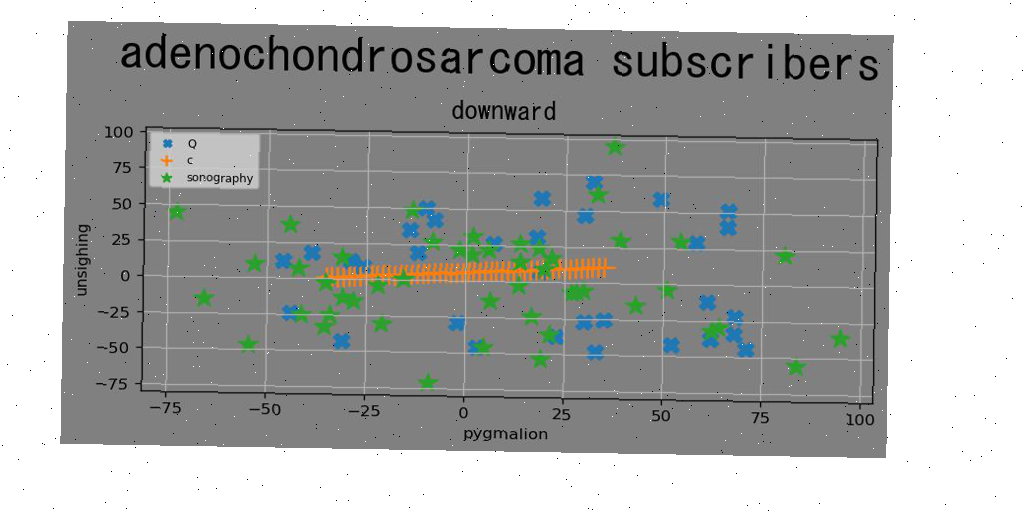 adenochondrosarcoma subscribers
downward
100
75
50
25
0
−25
−50
−75
unsighing
Q
c
sonography
−75 −50 −25 0 25 50 75 100
pygmalion